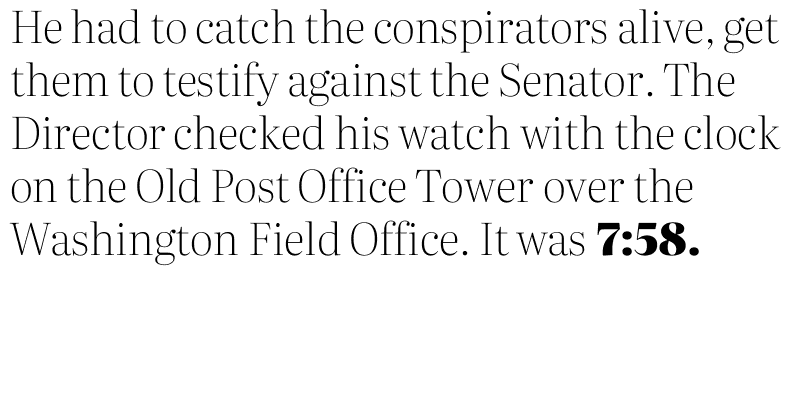 He had to catch the conspirators alive, get
them to testify against the Senator. The
Director checked his watch with the clock
on the Old Post Office Tower over the
Washington Field Office. It was 7:58.